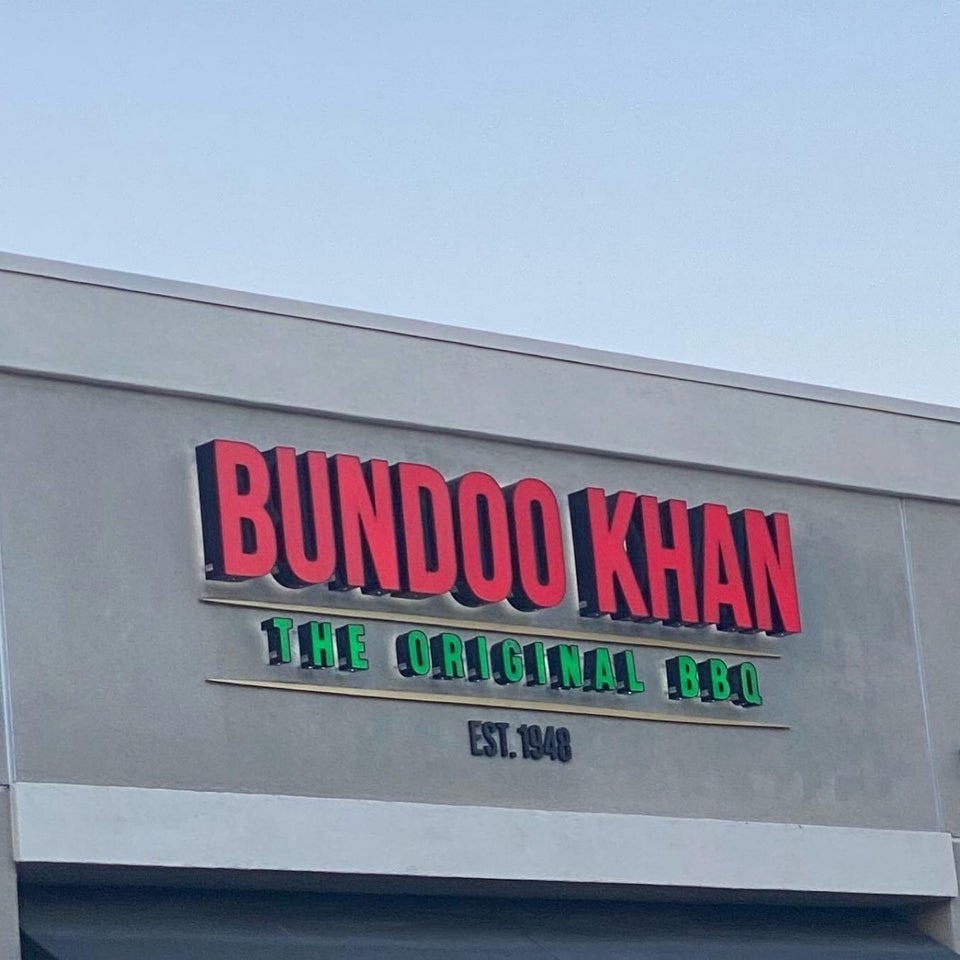 BUNDOO KHAN
THE ORIGINAL BBQ
EST. 1948